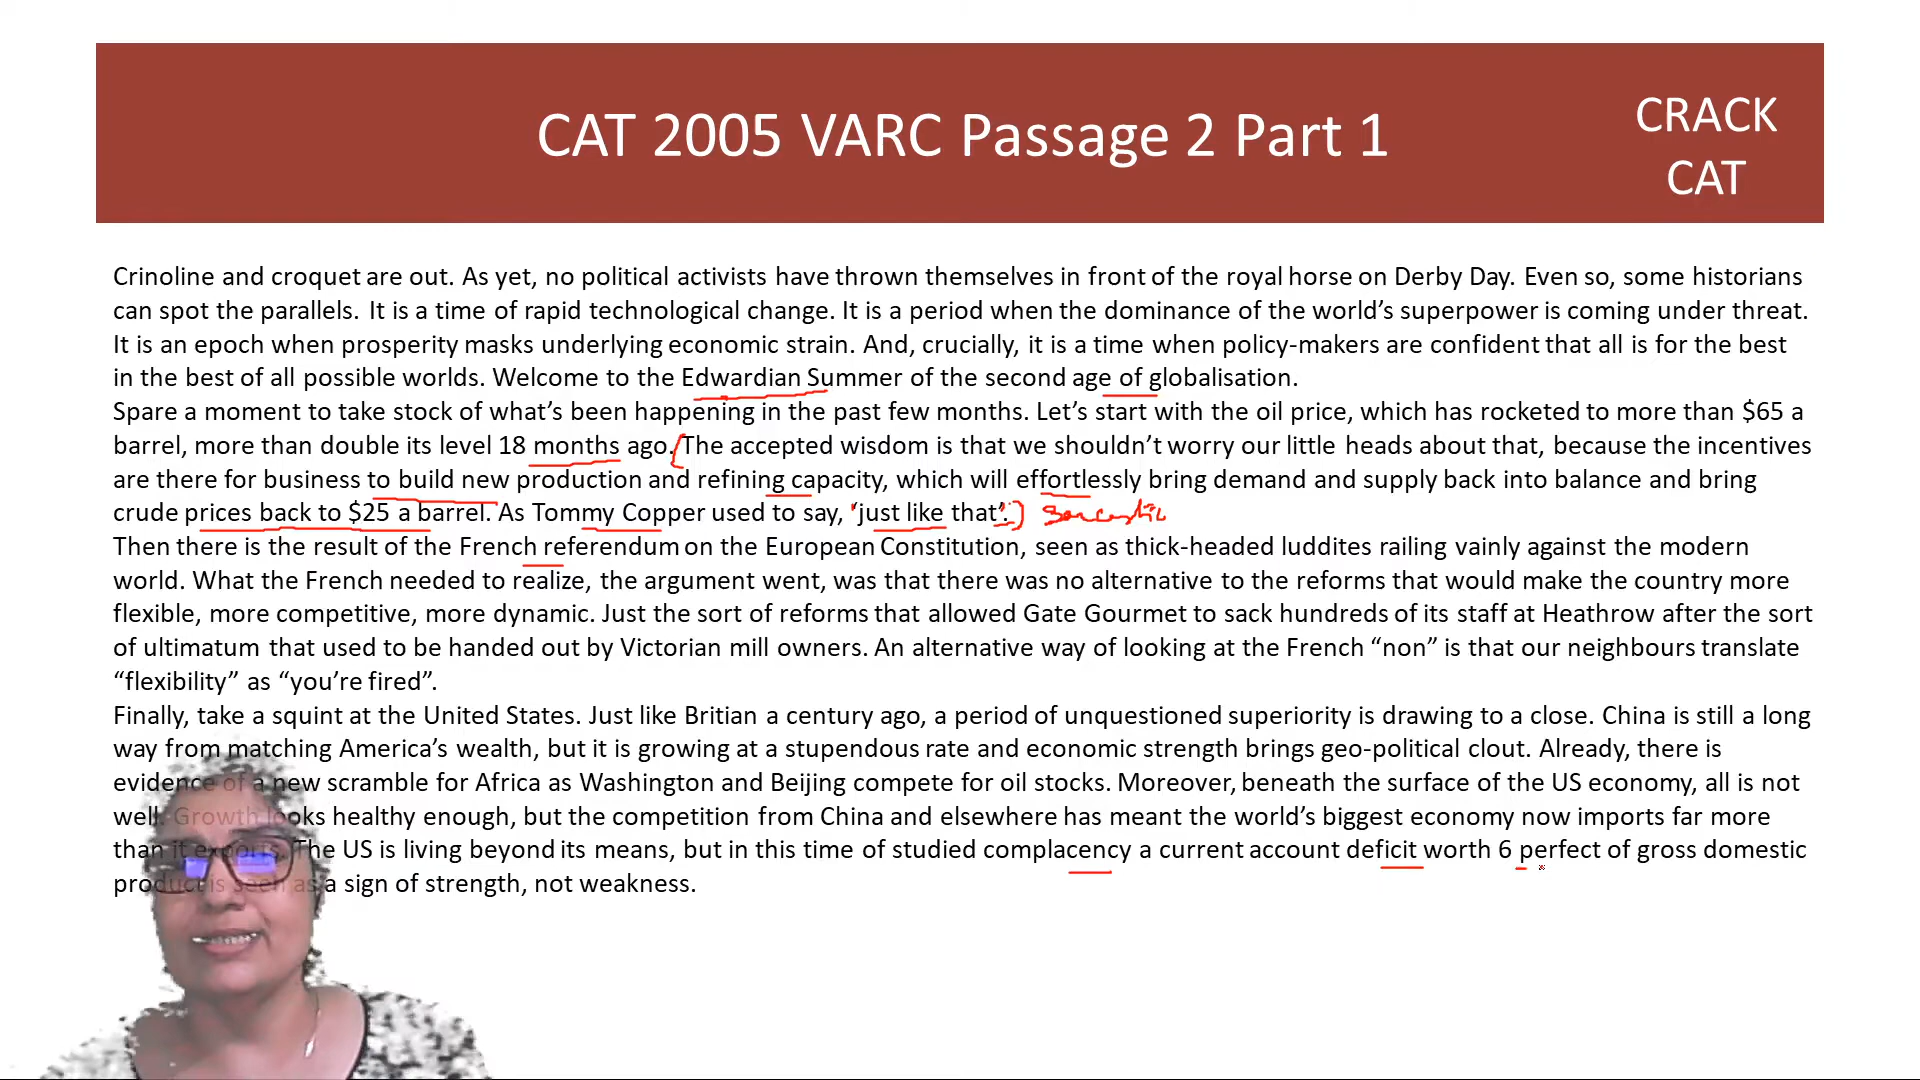 CAT 2005 VARC Passage 2 Part 1
CRACK
CAT
Crinoline and croquet are out. As yet, no political activists have thrown themselves in front of the royal horse on Derby Day. Even so, some historians
can spot the parallels. It is a time of rapid technological change. It is a period when the dominance of the world’s superpower is coming under threat.
It is an epoch when prosperity masks underlying economic strain. And, crucially, it is a time when policy-makers are confident that all is for the best
in the best of all possible worlds. Welcome to the Edwardian Summer of the second age of globalisation.
Spare a moment to take stock of what’s been happening in the past few months. Let’s start with the oil price, which has rocketed to more than $65 a
barrel, more than double its level 18 months ago. The accepted wisdom is that we shouldn’t worry our little heads about that, because the incentives
are there for business to build new production and refining capacity, which will effortlessly bring demand and supply back into balance and bring
crude prices back to $25 a barrel. As Tommy Copper used to say, ‘just like that’. sarcastic
Then there is the result of the French referendum on the European Constitution, seen as thick-headed luddites railing vainly against the modern
world. What the French needed to realize, the argument went, was that there was no alternative to the reforms that would make the country more
flexible, more competitive, more dynamic. Just the sort of reforms that allowed Gate Gourmet to sack hundreds of its staff at Heathrow after the sort
of ultimatum that used to be handed out by Victorian mill owners. An alternative way of looking at the French “non” is that our neighbours translate
“flexibility” as “you’re fired”.
Finally, take a squint at the United States. Just like Britian a century ago, a period of unquestioned superiority is drawing to a close. China is still a long
way from matching America’s wealth, but it is growing at a stupendous rate and economic strength brings geo-political clout. Already, there is
evidence of a new scramble for Africa as Washington and Beijing compete for oil stocks. Moreover, beneath the surface of the US economy, all is not
well. Growth looks healthy enough, but the competition from China and elsewhere has meant the world’s biggest economy now imports far more
than it exports. The US is living beyond its means, but in this time of studied complacency a current account deficit worth 6 perfect of gross domestic
product is seen as a sign of strength, not weakness.